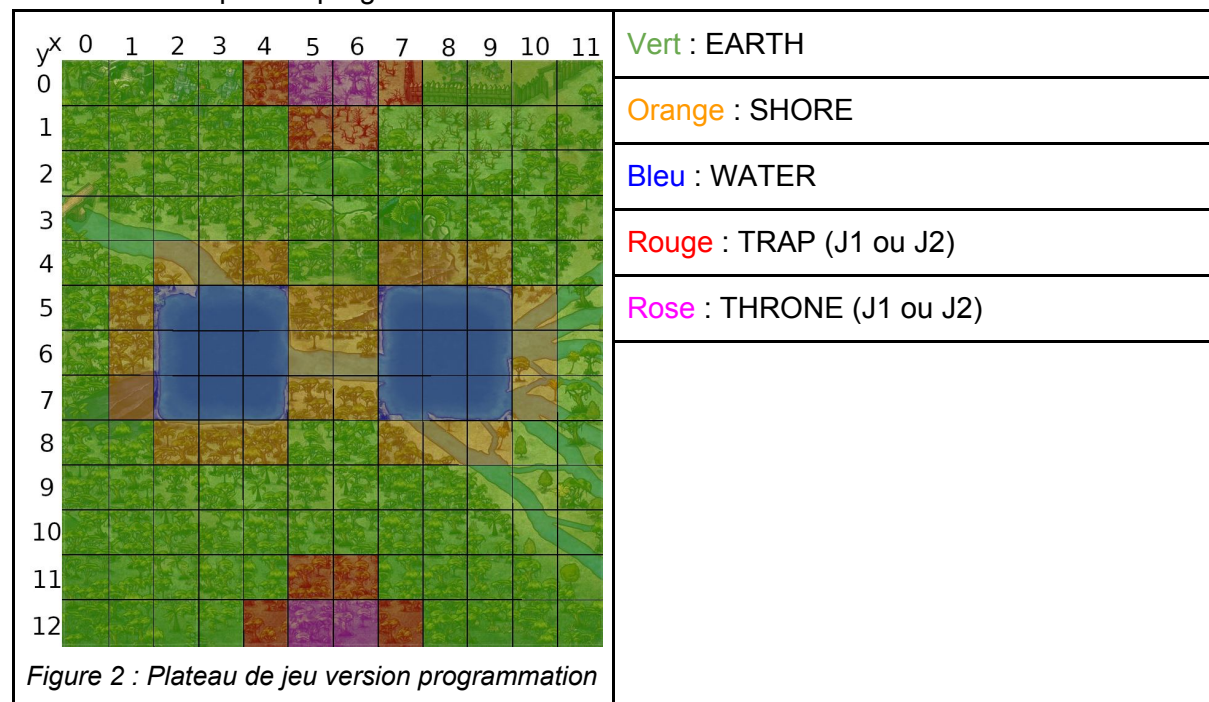 x 0 1 2 3 4 5 6 7 8 9 10 11
y
0
1
2
3
4
5
6
7
8
9
10
11
12
Figure 2 : Plateau de jeu version programmation
Vert : EARTH
Orange : SHORE
Bleu : WATER
Rouge : TRAP (J1 ou J2)
Rose : THRONE (J1 ou J2)